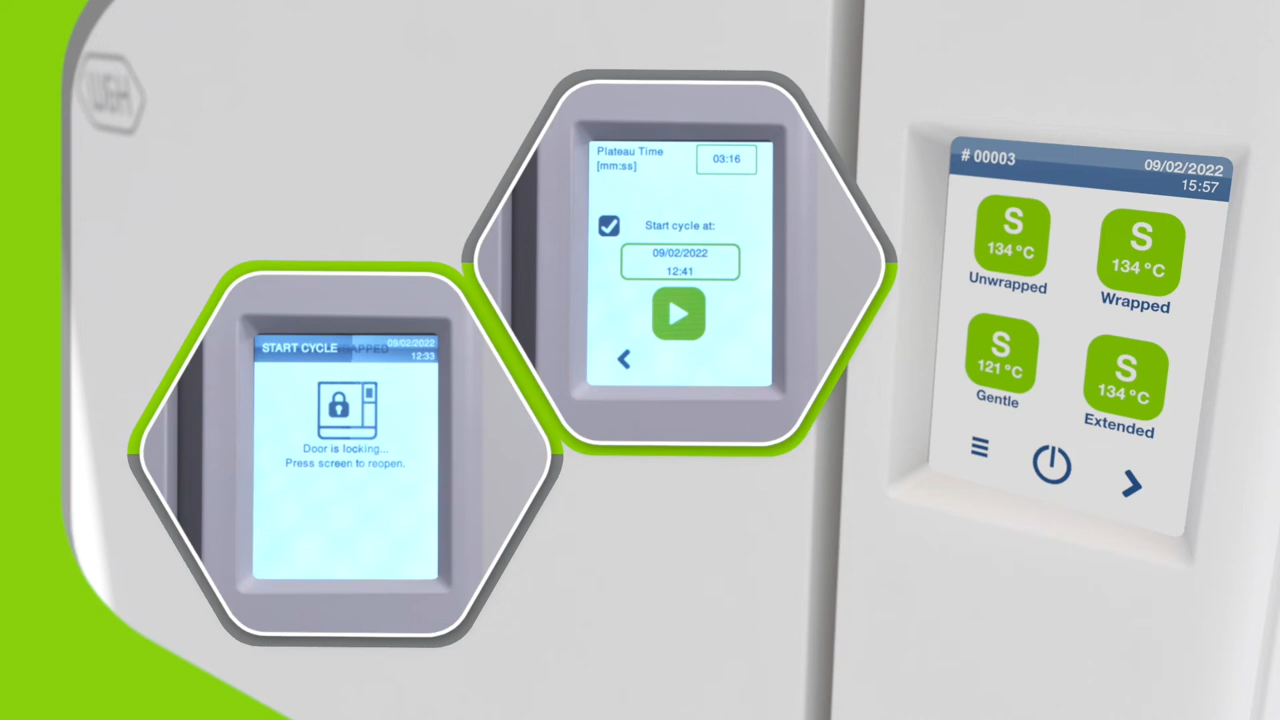 W&H
START CYCLE
09/02/2022
12:33
Door is locking...
Press screen to reopen.
Plateau Time
[mm:ss]
03:16
Start cycle at:
09/02/2022
12:41
# 00003
09/02/2022
15:57
S
134 °C
Unwrapped
S
134 °C
Wrapped
S
121 °C
Gentle
S
134 °C
Extended